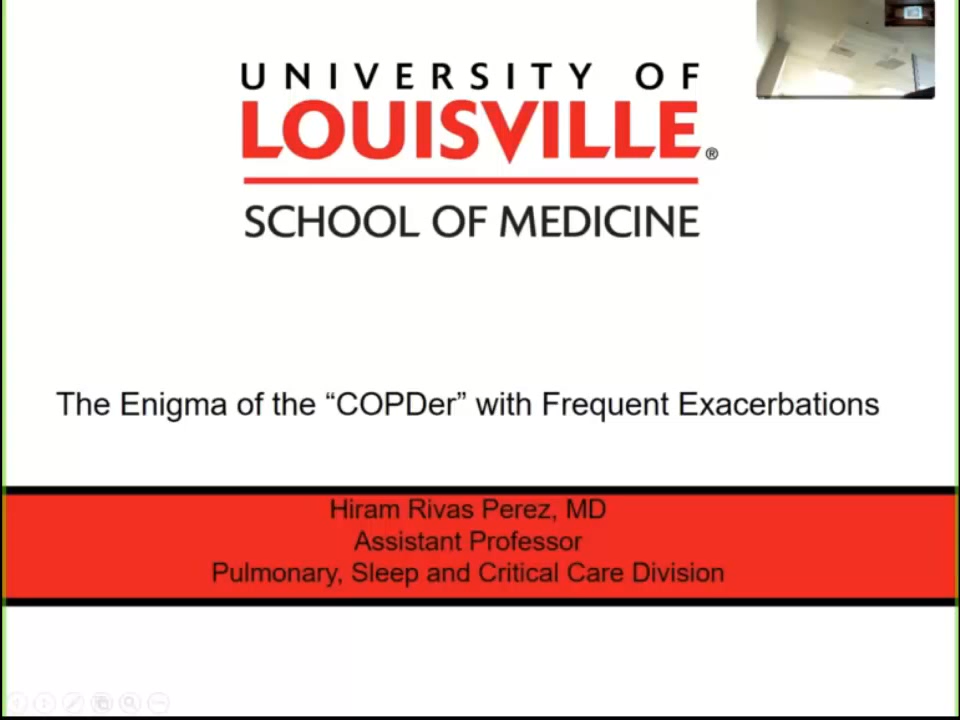 UNIVERSITY OF
LOUISVILLE®
SCHOOL OF MEDICINE
The Enigma of the “COPDer” with Frequent Exacerbations
Hiram Rivas Perez, MD
Assistant Professor
Pulmonary, Sleep and Critical Care Division